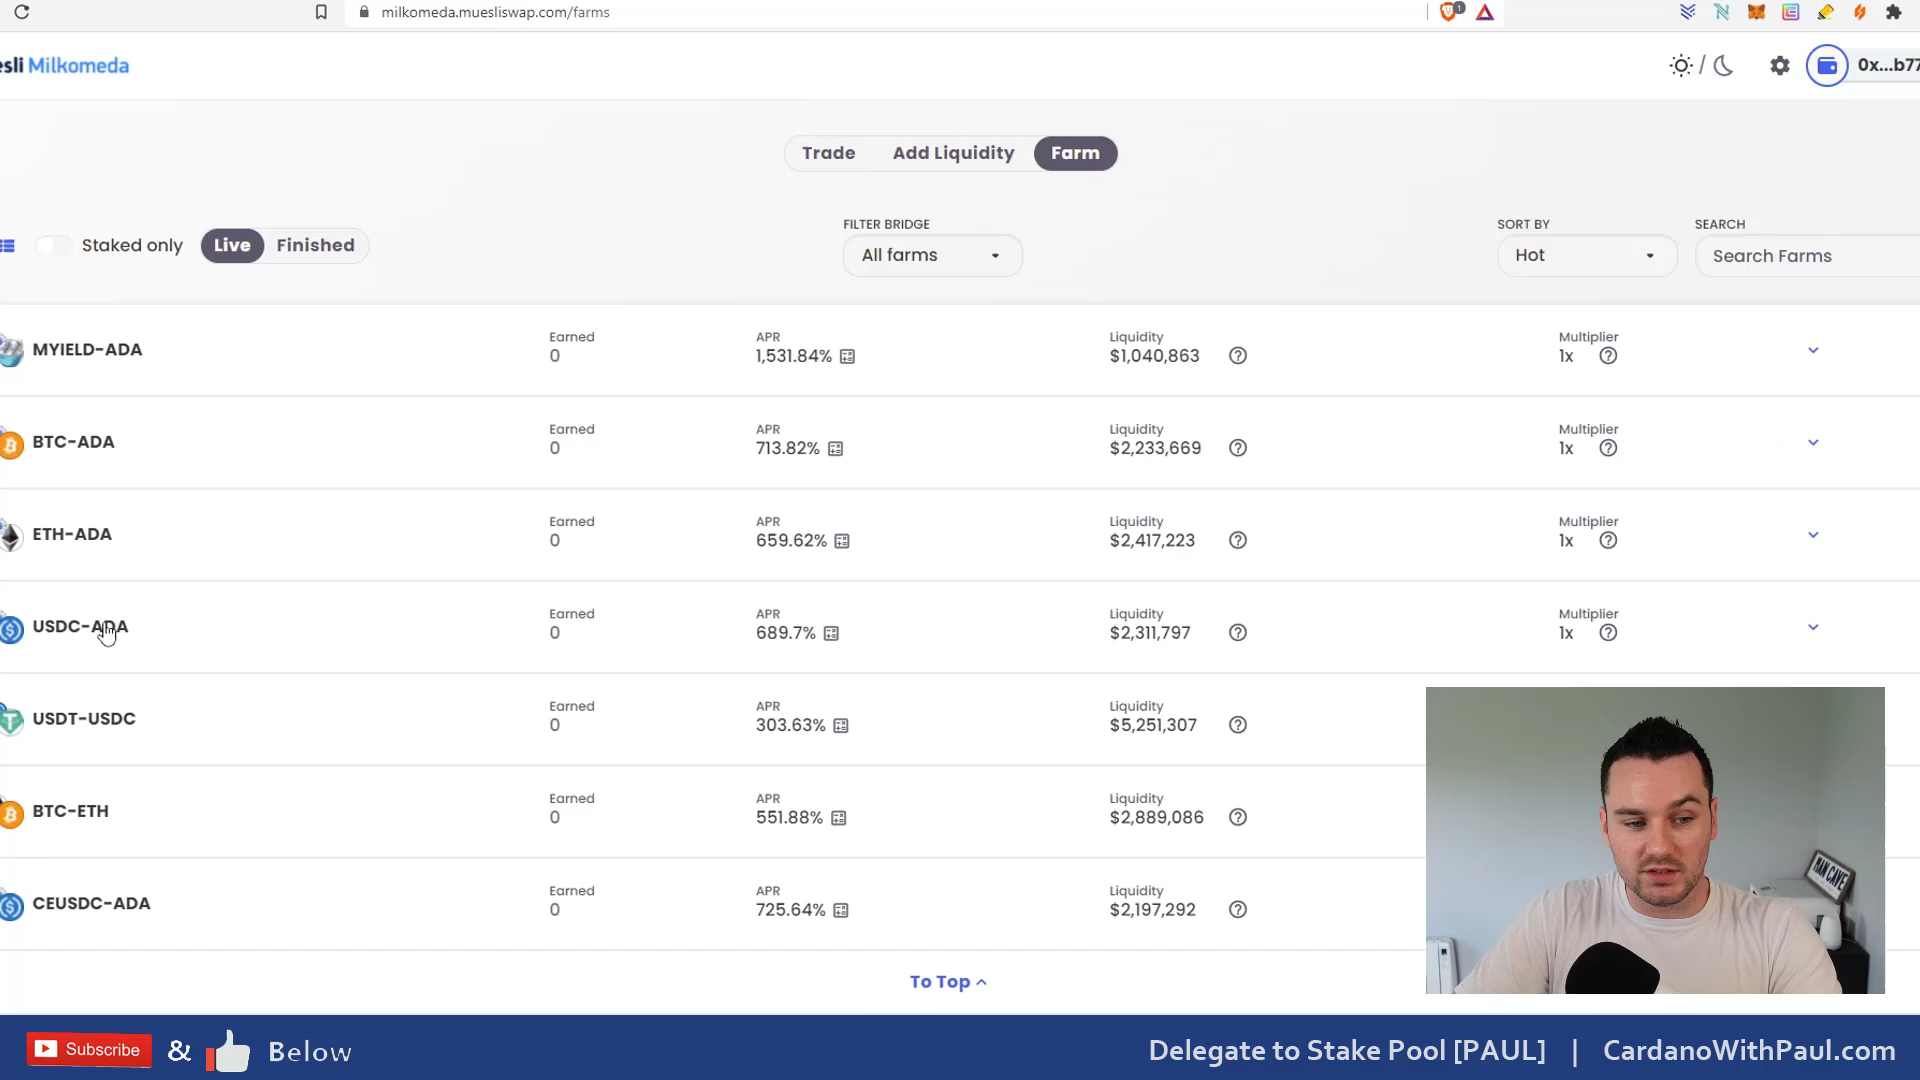 milkomeda.muesliswap.com/farms
1
esli Milkomeda
/
0x...b77
Trade
Add Liquidity
Farm
Staked only
Live
Finished
FILTER BRIDGE
All farms
SORT BY
Hot
SEARCH
Search Farms
MYIELD-ADA
Earned
0
APR
1,531.84%
Liquidity
$1,040,863
Multiplier
1x
BTC-ADA
Earned
0
APR
713.82%
Liquidity
$2,233,669
Multiplier
1x
ETH-ADA
Earned
0
APR
659.62%
Liquidity
$2,417,223
Multiplier
1x
USDC-ADA
Earned
0
APR
689.7%
Liquidity
$2,311,797
Multiplier
1x
USDT-USDC
Earned
0
APR
303.63%
Liquidity
$5,251,307
BTC-ETH
Earned
0
APR
551.88%
Liquidity
$2,889,086
CEUSDC-ADA
Earned
0
APR
725.64%
Liquidity
$2,197,292
MAN CAVE
To Top
Subscribe & Below
Delegate to Stake Pool [PAUL] | CardanoWithPaul.com